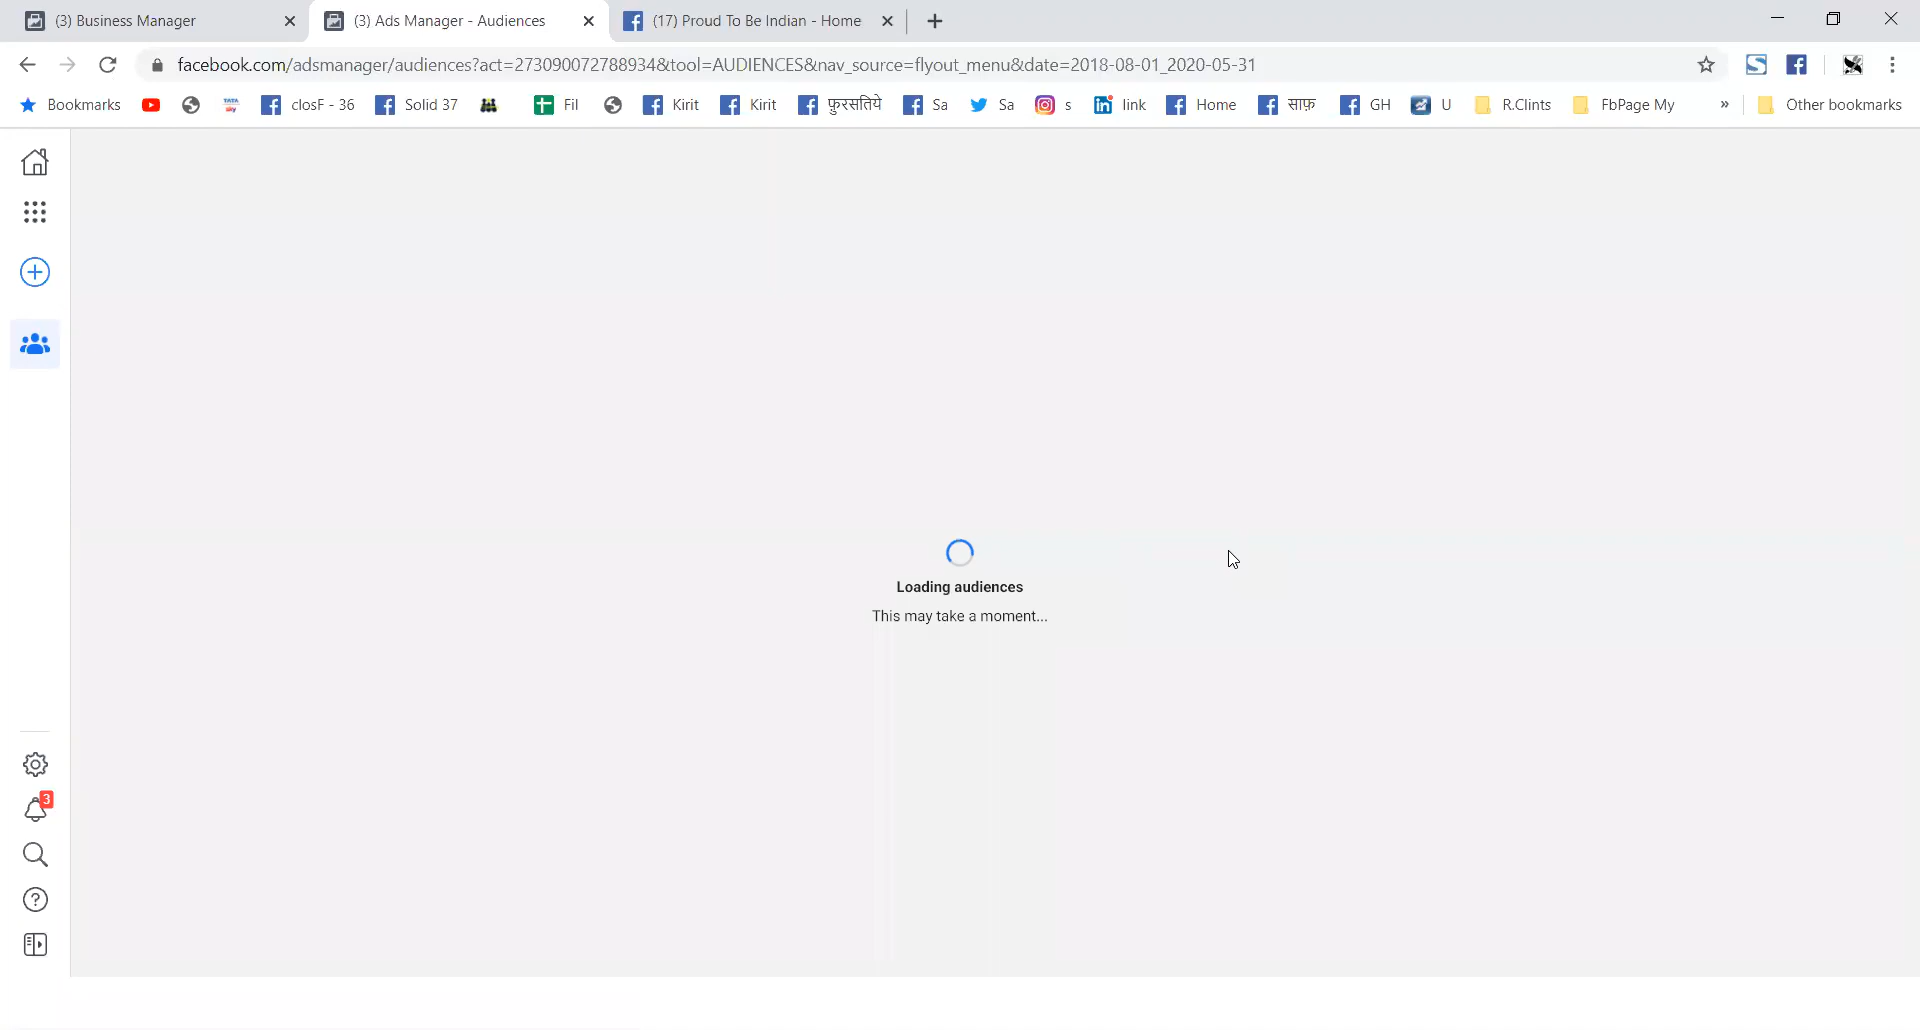 (3) Business Manager
(3) Ads Manager - Audiences
(17) Proud To Be Indian - Home
facebook.com/adsmanager/audiences?act=273090072788934&tool=AUDIENCES&nav_source=flyout_menu&date=2018-08-01_2020-05-31
Bookmarks closF - 36 Solid 37 Fil Kirit Kirit फ़ुरसतिये Sa Sa s link Home साफ़ GH U R.Clints FbPage My » Other bookmarks
Loading audiences
This may take a moment...
3